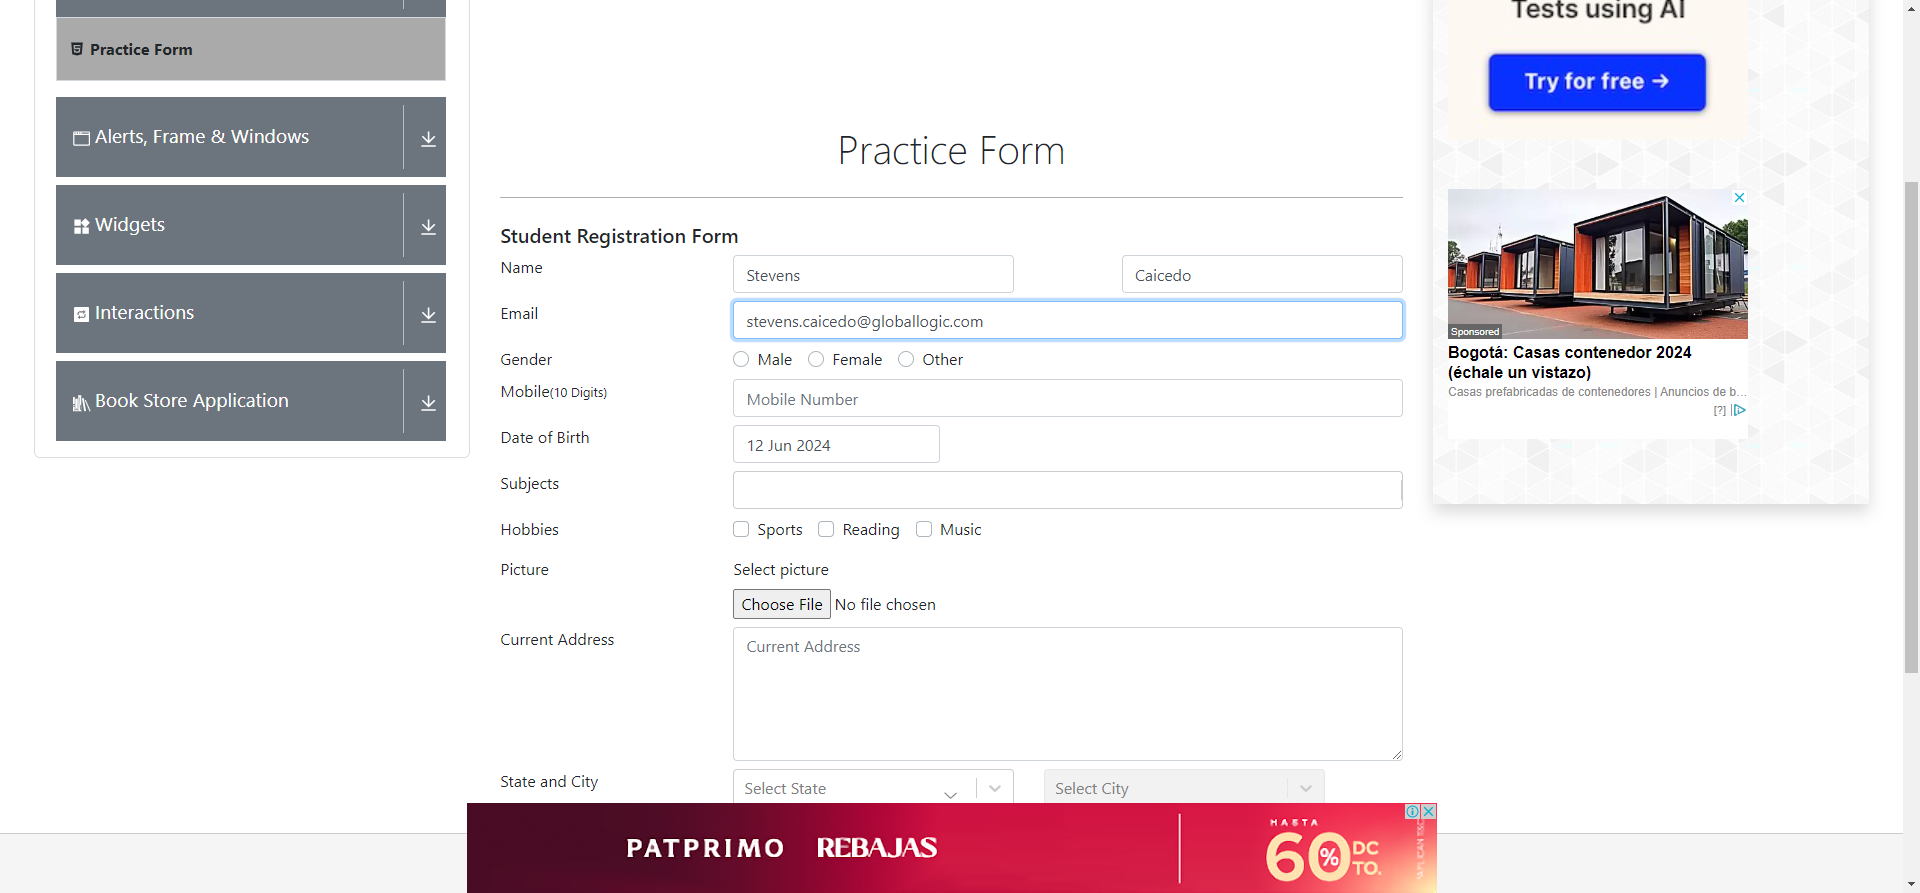 Practice Form
Alerts, Frame & Windows
Widgets
Interactions
Book Store Application
Practice Form
Student Registration Form
Name
Stevens
Caicedo
Email
stevens.caicedo@globallogic.com
Gender
Male
Female
Other
Mobile(10 Digits)
Mobile Number
Date of Birth
12 Jun 2024
Subjects
Hobbies
Sports
Reading
Music
Picture
Select picture
Choose File No file chosen
Current Address
Current Address
State and City
Select State
Select City
Tests using AI
Try for free →
Sponsored
Bogotá: Casas contenedor 2024
(échale un vistazo)
Casas prefabricadas de contenedores | Anuncios de b...
[?]
PATPRIMO REBAJAS
HASTA
60%
DC
TO.